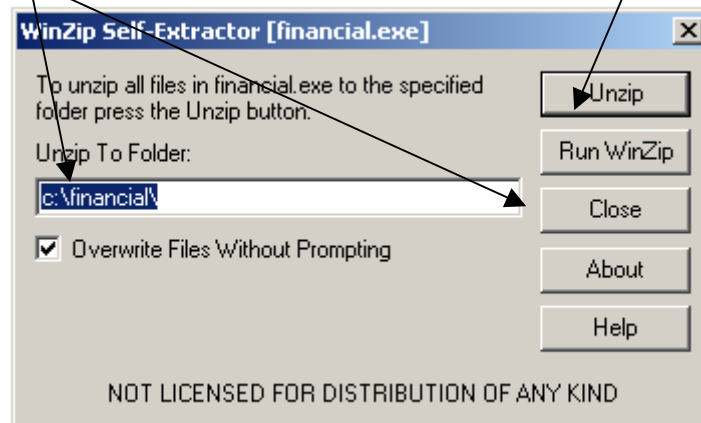 WinZip Self-Extractor [financial.exe]
To unzip all files in financial.exe to the specified
folder press the Unzip button.
Unzip To Folder:
c:\financial\
Overwrite Files Without Prompting
Unzip
Run WinZip
Close
About
Help
NOT LICENSED FOR DISTRIBUTION OF ANY KIND